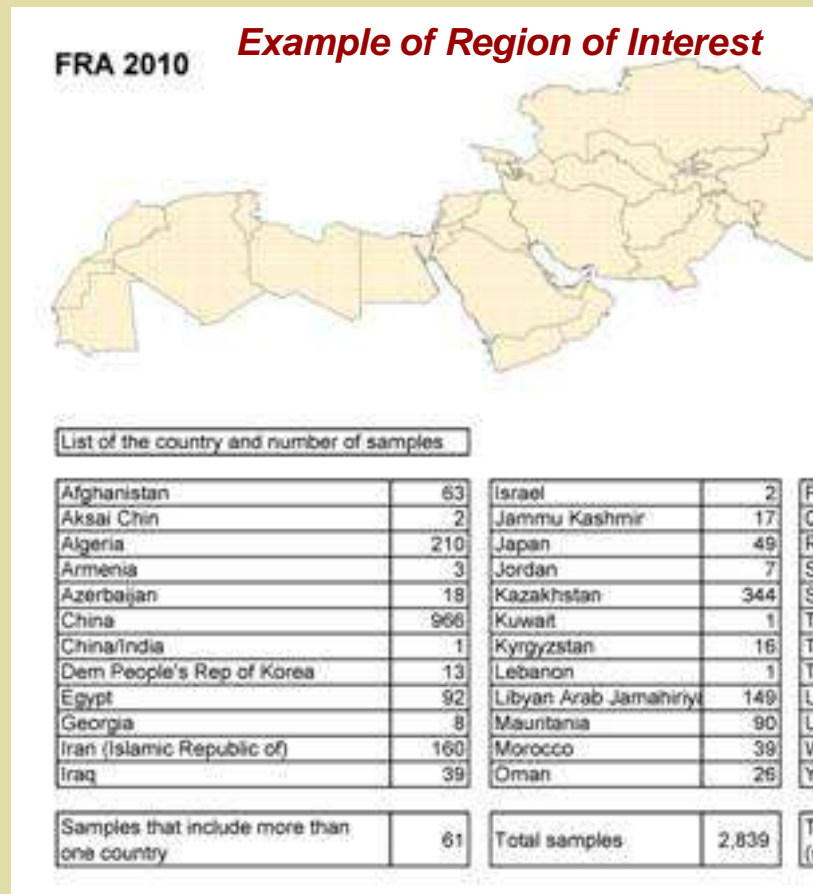 Example of Region of Interest
FRA 2010
List of the country and number of samples
Afghanistan 63
Aksai Chin 2
Algeria 210
Armenia 3
Azerbaijan 18
China 966
China/India 1
Dem People's Rep of Korea 13
Egypt 92
Georgia 8
Iran (Islamic Republic of) 160
Iraq 39
Israel 2
Jammu Kashmir 17
Japan 49
Jordan 7
Kazakhstan 344
Kuwait 1
Kyrgyzstan 16
Lebanon 1
Libyan Arab Jamahiriya 149
Mauritania 90
Morocco 39
Oman 26
Samples that include more than
one country 61
Total samples 2,839